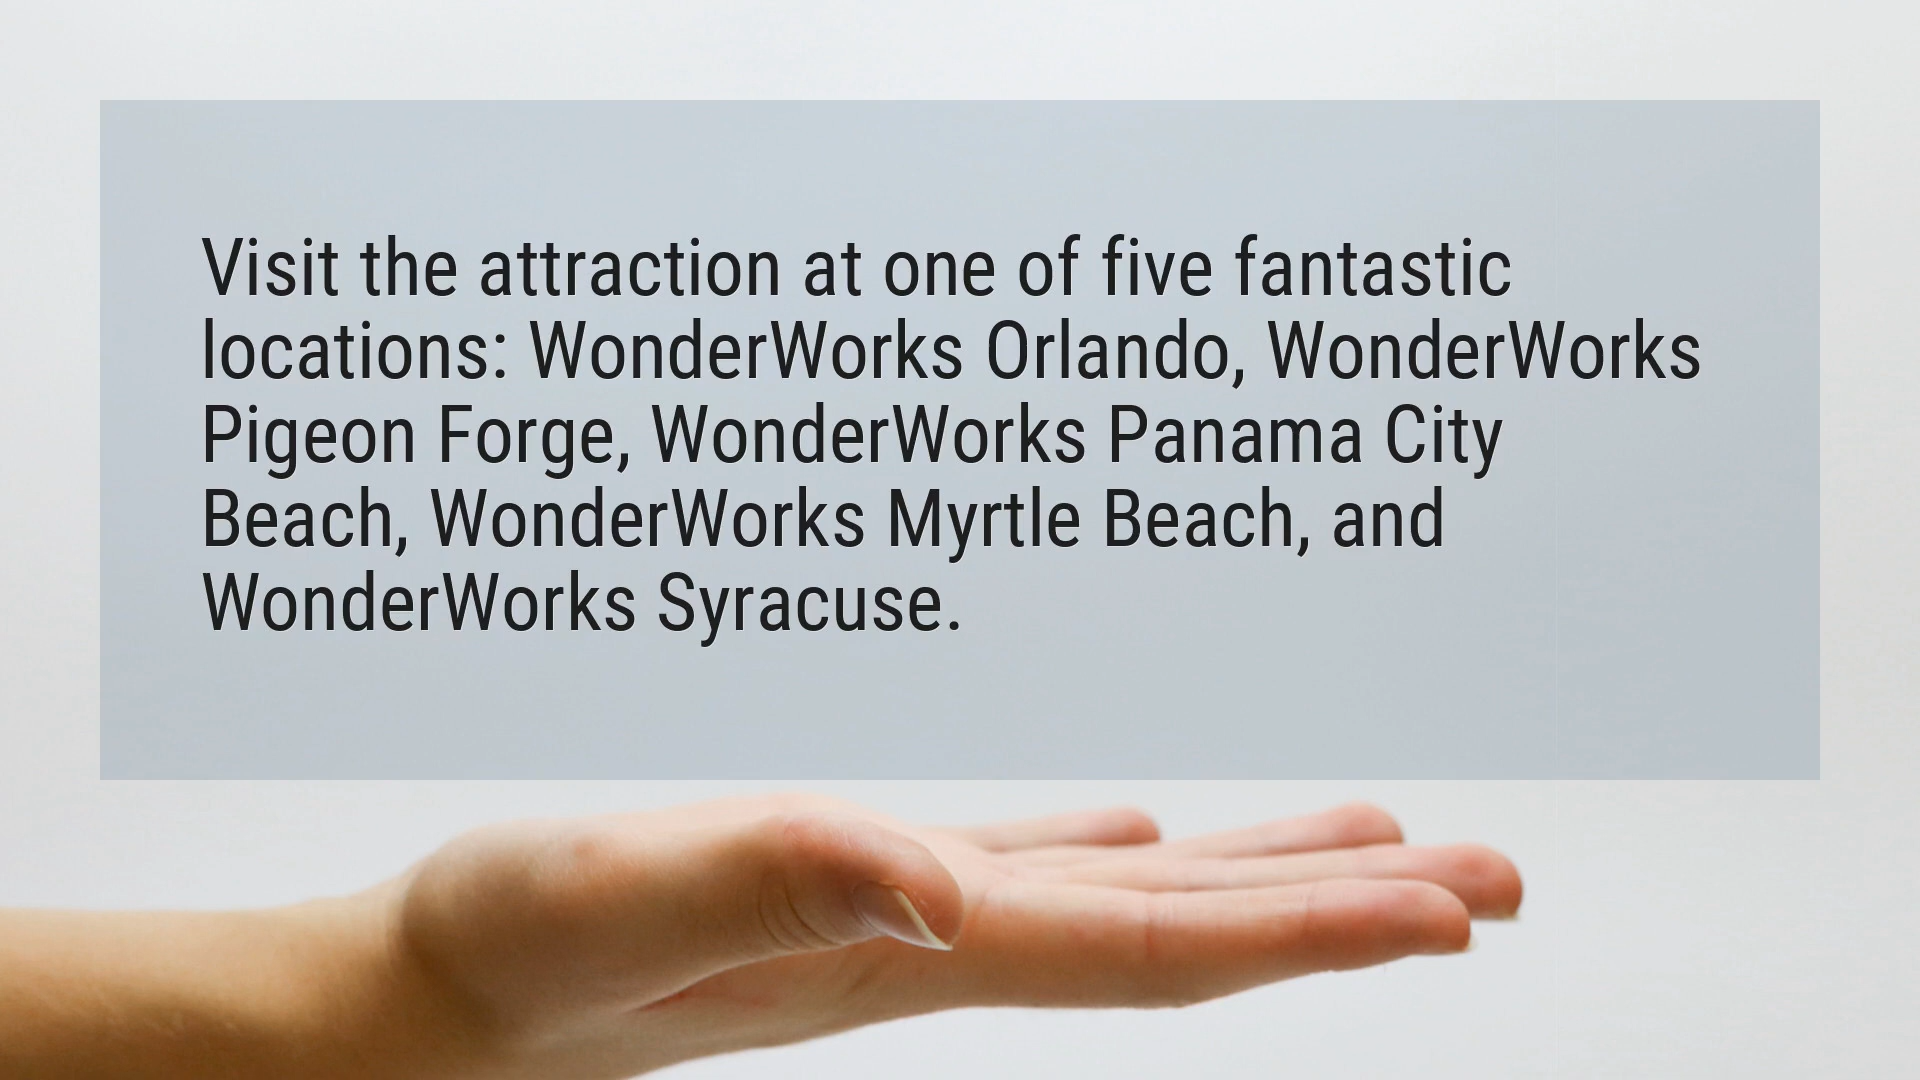 Visit the attraction at one of five fantastic
locations: WonderWorks Orlando, WonderWorks
Pigeon Forge, WonderWorks Panama City
Beach, WonderWorks Myrtle Beach, and
WonderWorks Syracuse.